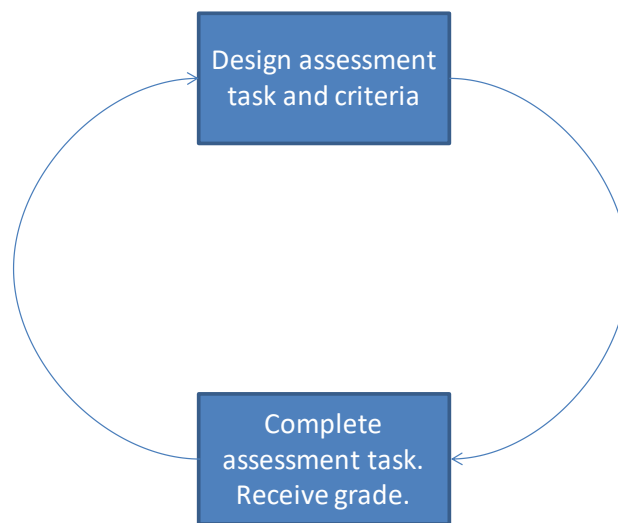 Design assessment
task and criteria
Complete
assessment task.
Receive grade.